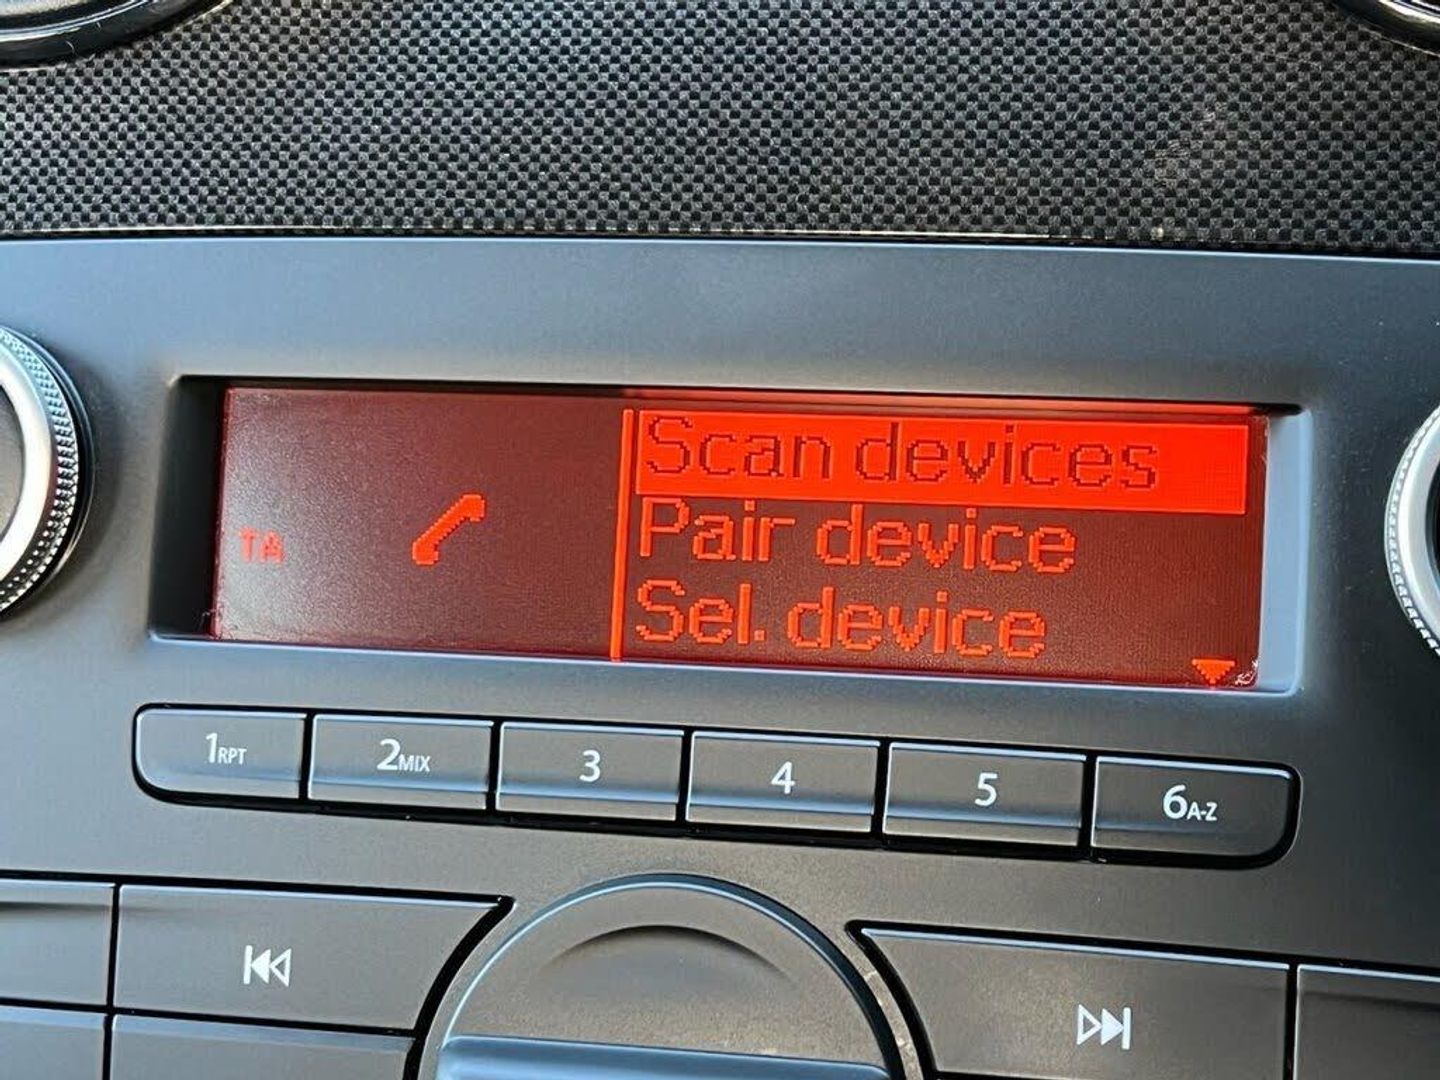 Scan devices
TA
Pair device
Sel. device
1RPT
2MIX
3
4
5
6A-Z